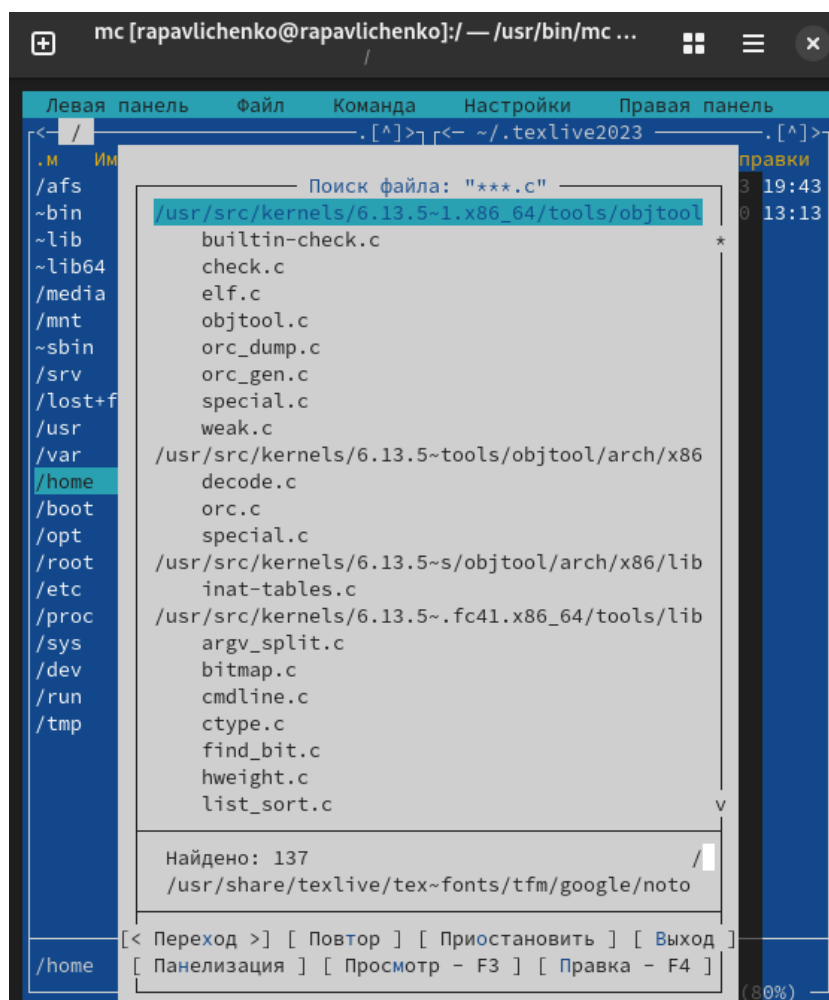 mc [rapavlichenko@rapavlichenko]:/ — /usr/bin/mc ...
/
Левая панель Файл Команда Настройки Правая панель
<— / .[^]> <— ~/.texlive2023 .[^]>
.м Им правки
/afs 3 19:43
~bin 0 13:13
~lib
~lib64
/media
/mnt
~sbin
/srv
/lost+f
/usr
/var
/home
/boot
/opt
/root
/etc
/proc
/sys
/dev
/run
/tmp
Поиск файла: "***.c"
/usr/src/kernels/6.13.5~1.x86_64/tools/objtool
builtin-check.c *
check.c
elf.c
objtool.c
orc_dump.c
orc_gen.c
special.c
weak.c
/usr/src/kernels/6.13.5~tools/objtool/arch/x86
decode.c
orc.c
special.c
/usr/src/kernels/6.13.5~s/objtool/arch/x86/lib
inat-tables.c
/usr/src/kernels/6.13.5~.fc41.x86_64/tools/lib
argv_split.c
bitmap.c
cmdline.c
ctype.c
find_bit.c
hweight.c
list_sort.c v
Найдено: 137 /
/usr/share/texlive/tex~fonts/tfm/google/noto
[< Переход >] [ Повтор ] [ Приостановить ] [ Выход ]
[ Панелизация ] [ Просмотр - F3 ] [ Правка - F4 ]
/home
(80%)